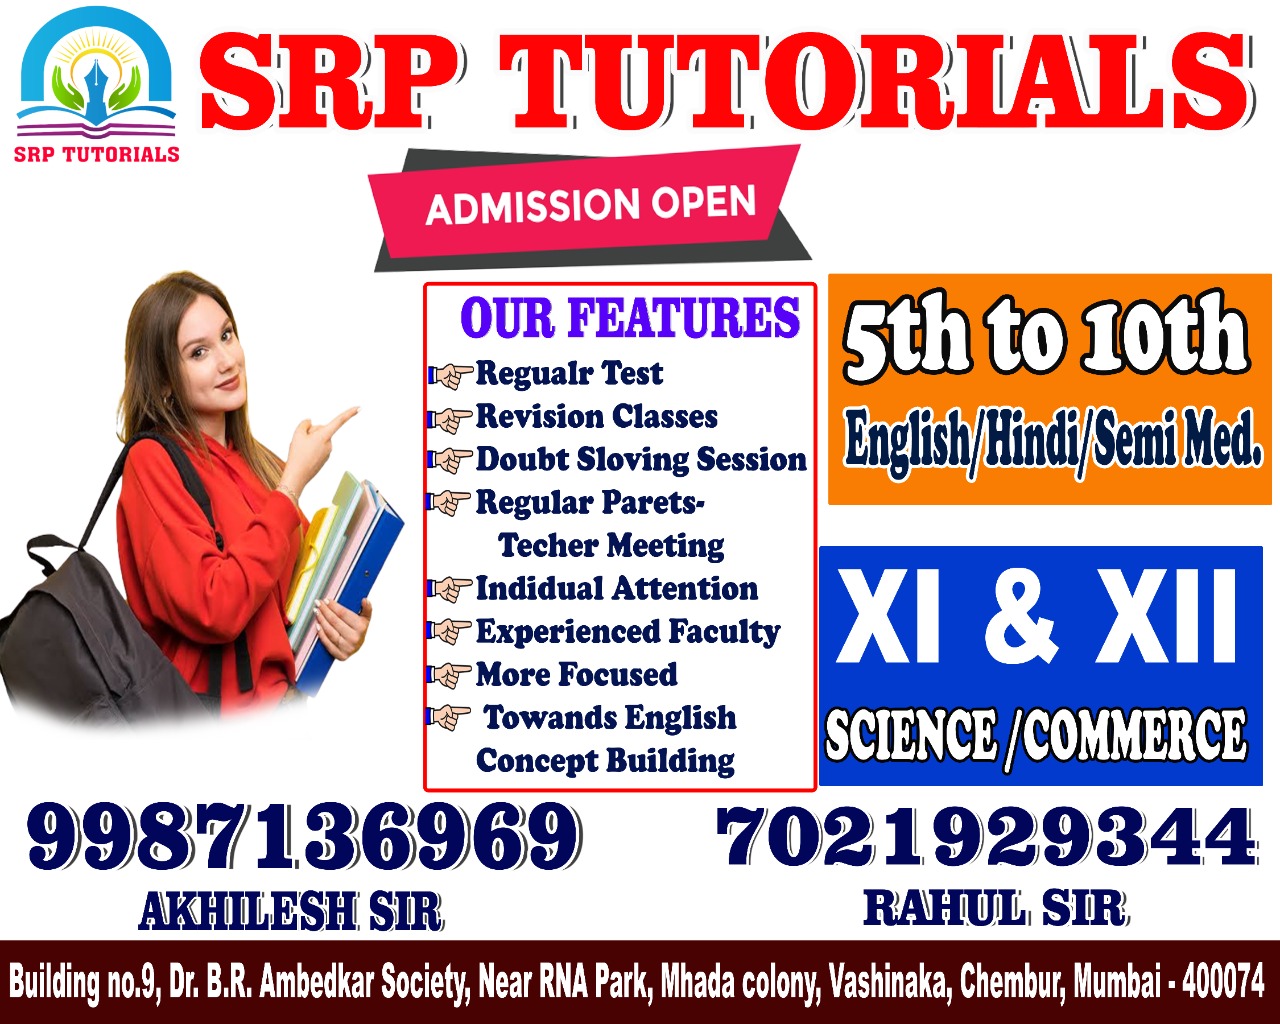 SRP TUTORIALS
SRP TUTORIALS
ADMISSION OPEN
OUR FEATURES
Regualr Test
Revision Classes
Doubt Sloving Session
Regular Parets-
Techer Meeting
Indidual Attention
Experienced Faculty
More Focused
Towands English
Concept Building
5th to 10th
English/Hindi/Semi Med.
XI & XII
SCIENCE /COMMERCE
9987136969
AKHILESH SIR
7021929344
RAHUL SIR
Building no.9, Dr. B.R. Ambedkar Society, Near RNA Park, Mhada colony, Vashinaka, Chembur, Mumbai - 400074